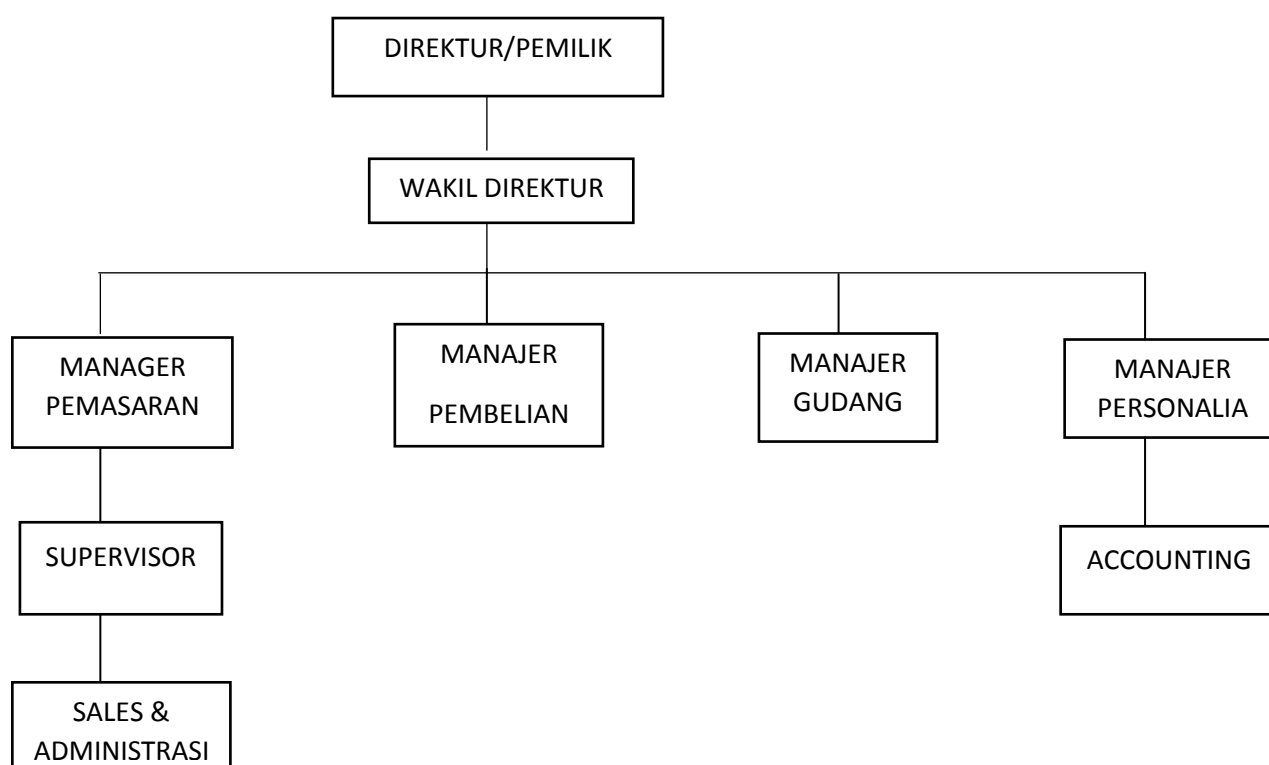 DIREKTUR/PEMILIK
WAKIL DIREKTUR
MANAGER
PEMASARAN
MANAJER
PEMBELIAN
MANAJER
GUDANG
MANAJER
PERSONALIA
SUPERVISOR
ACCOUNTING
SALES &
ADMINISTRASI